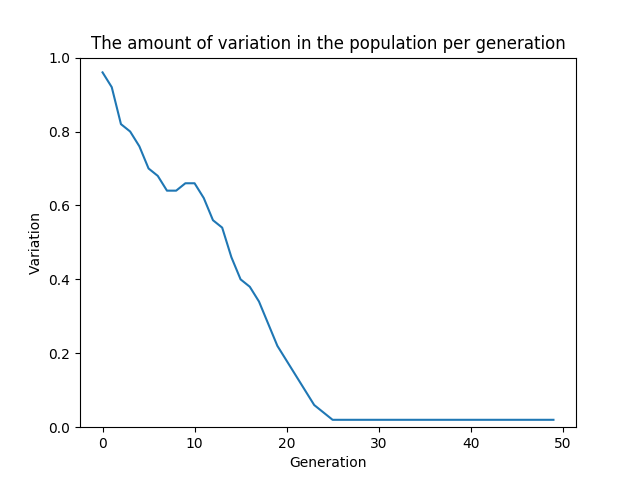 The amount of variation in the population per generation
1.0
0.8
0.6
0.4
0.2
0.0
Variation
0 10 20 30 40 50
Generation